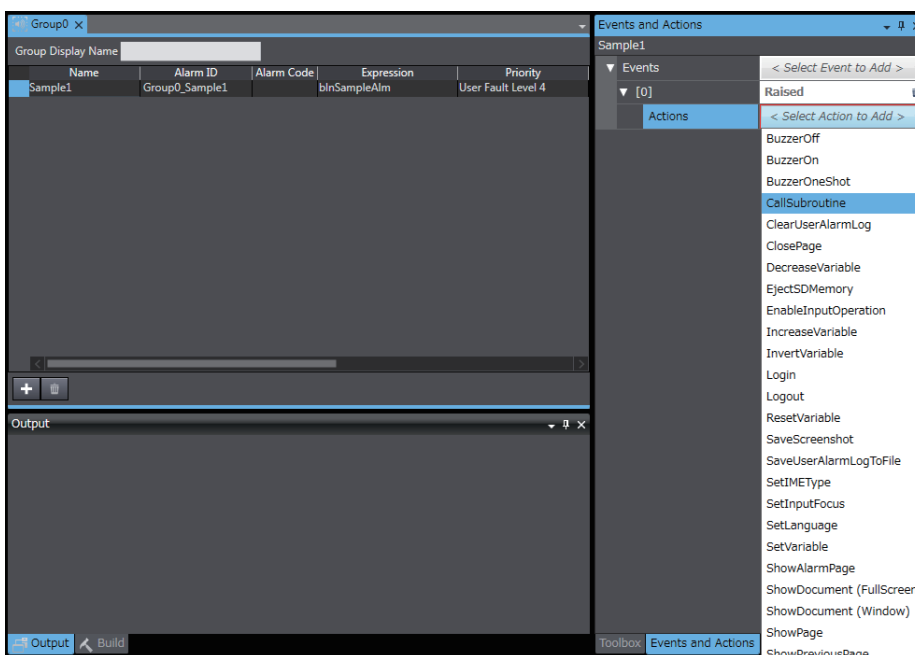 Group0
Group Display Name
Name Alarm ID Alarm Code Expression Priority
Sample1 Group0_Sample1 blnSampleAlm User Fault Level 4
Output
Output Build
Events and Actions
Sample1
Events < Select Event to Add >
[0] Raised
Actions < Select Action to Add >
BuzzerOff
BuzzerOn
BuzzerOneShot
CallSubroutine
ClearUserAlarmLog
ClosePage
DecreaseVariable
EjectSDMemory
EnableInputOperation
IncreaseVariable
InvertVariable
Login
Logout
ResetVariable
SaveScreenshot
SaveUserAlarmLogToFile
SetIMEType
SetInputFocus
SetLanguage
SetVariable
ShowAlarmPage
ShowDocument (FullScreen
ShowDocument (Window)
ShowPage
ShowPreviousPage
Toolbox Events and Actions